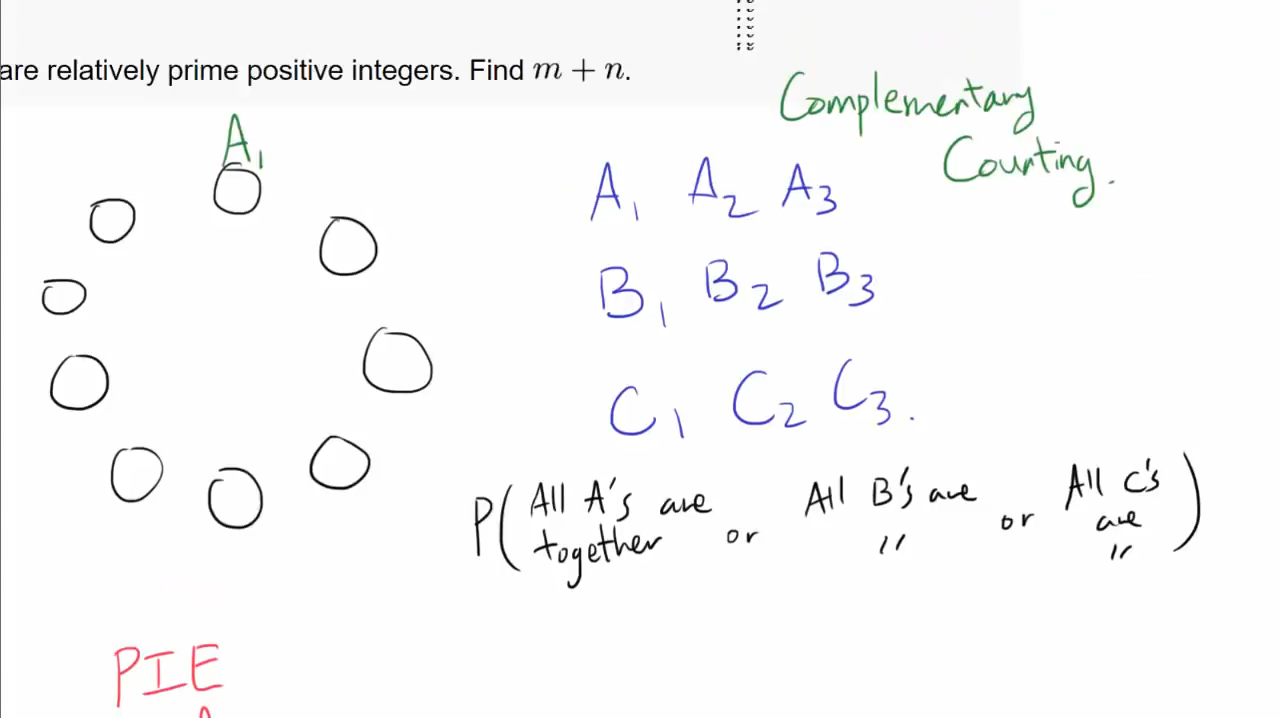 are relatively prime positive integers. Find m + n.
Complementary
Counting.
A1
A1 A2 A3
B1 B2 B3
C1 C2 C3.
P( All A's are together or All B's are " or All C's are " )
PIE